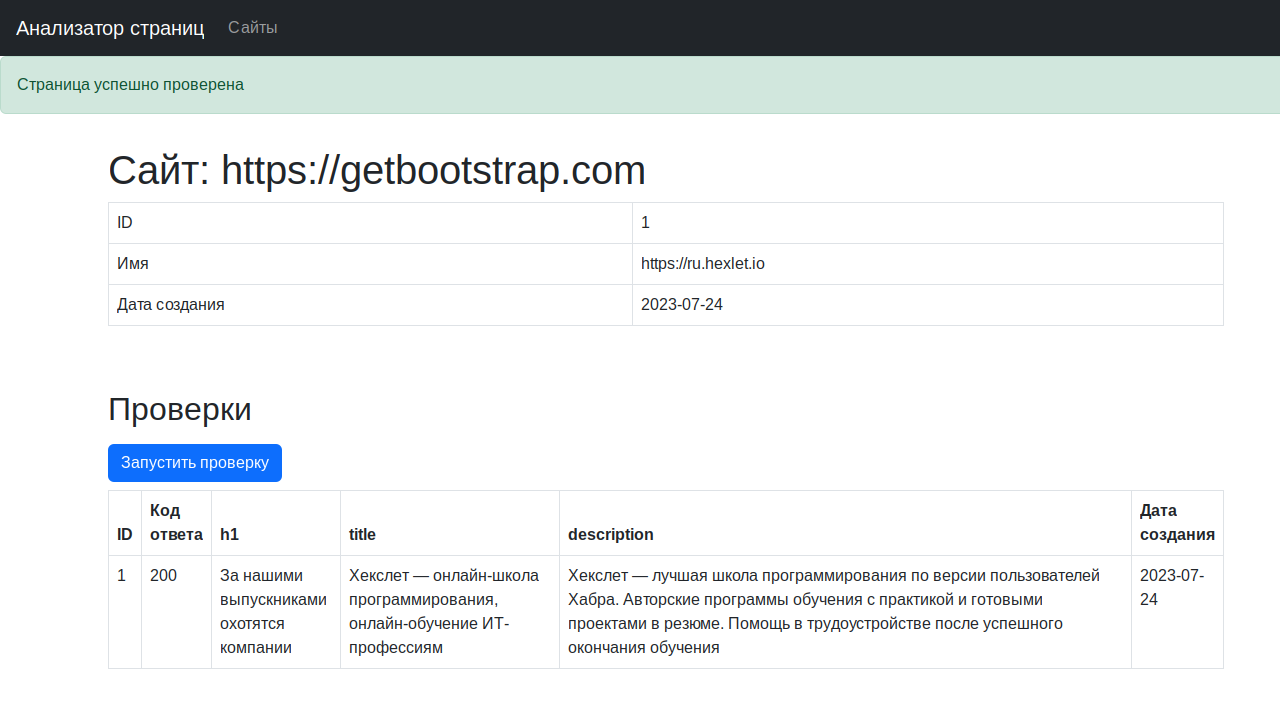 Анализатор страниц Сайты
Страница успешно проверена
Сайт: https://getbootstrap.com
ID 1
Имя https://ru.hexlet.io
Дата создания 2023-07-24
Проверки
Запустить проверку
ID Код ответа h1 title description Дата создания
1 200 За нашими выпускниками охотятся компании Хекслет — онлайн-школа программирования, онлайн-обучение ИТ-профессиям Хекслет — лучшая школа программирования по версии пользователей Хабра. Авторские программы обучения с практикой и готовыми проектами в резюме. Помощь в трудоустройстве после успешного окончания обучения 2023-07-24